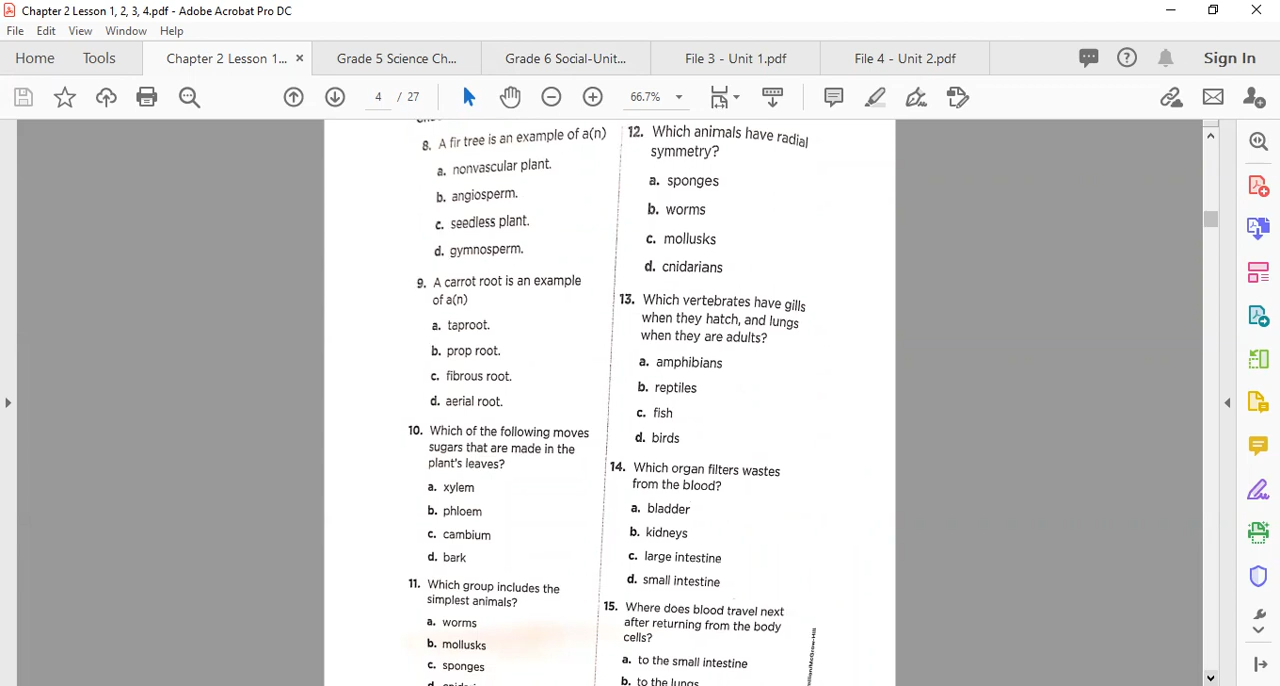 Chapter 2 Lesson 1, 2, 3, 4.pdf - Adobe Acrobat Pro DC
File Edit View Window Help
Home Tools Chapter 2 Lesson 1... × Grade 5 Science Ch... Grade 6 Social-Unit... File 3 - Unit 1.pdf File 4 - Unit 2.pdf Sign In
4 / 27 66.7%
8. A fir tree is an example of a(n)
a. nonvascular plant.
b. angiosperm.
c. seedless plant.
d. gymnosperm.
9. A carrot root is an example
of a(n)
a. taproot.
b. prop root.
c. fibrous root.
d. aerial root.
10. Which of the following moves
sugars that are made in the
plant's leaves?
a. xylem
b. phloem
c. cambium
d. bark
11. Which group includes the
simplest animals?
a. worms
b. mollusks
c. sponges
12. Which animals have radial
symmetry?
a. sponges
b. worms
c. mollusks
d. cnidarians
13. Which vertebrates have gills
when they hatch, and lungs
when they are adults?
a. amphibians
b. reptiles
c. fish
d. birds
14. Which organ filters wastes
from the blood?
a. bladder
b. kidneys
c. large intestine
d. small intestine
15. Where does blood travel next
after returning from the body
cells?
a. to the small intestine
b. to the lungs